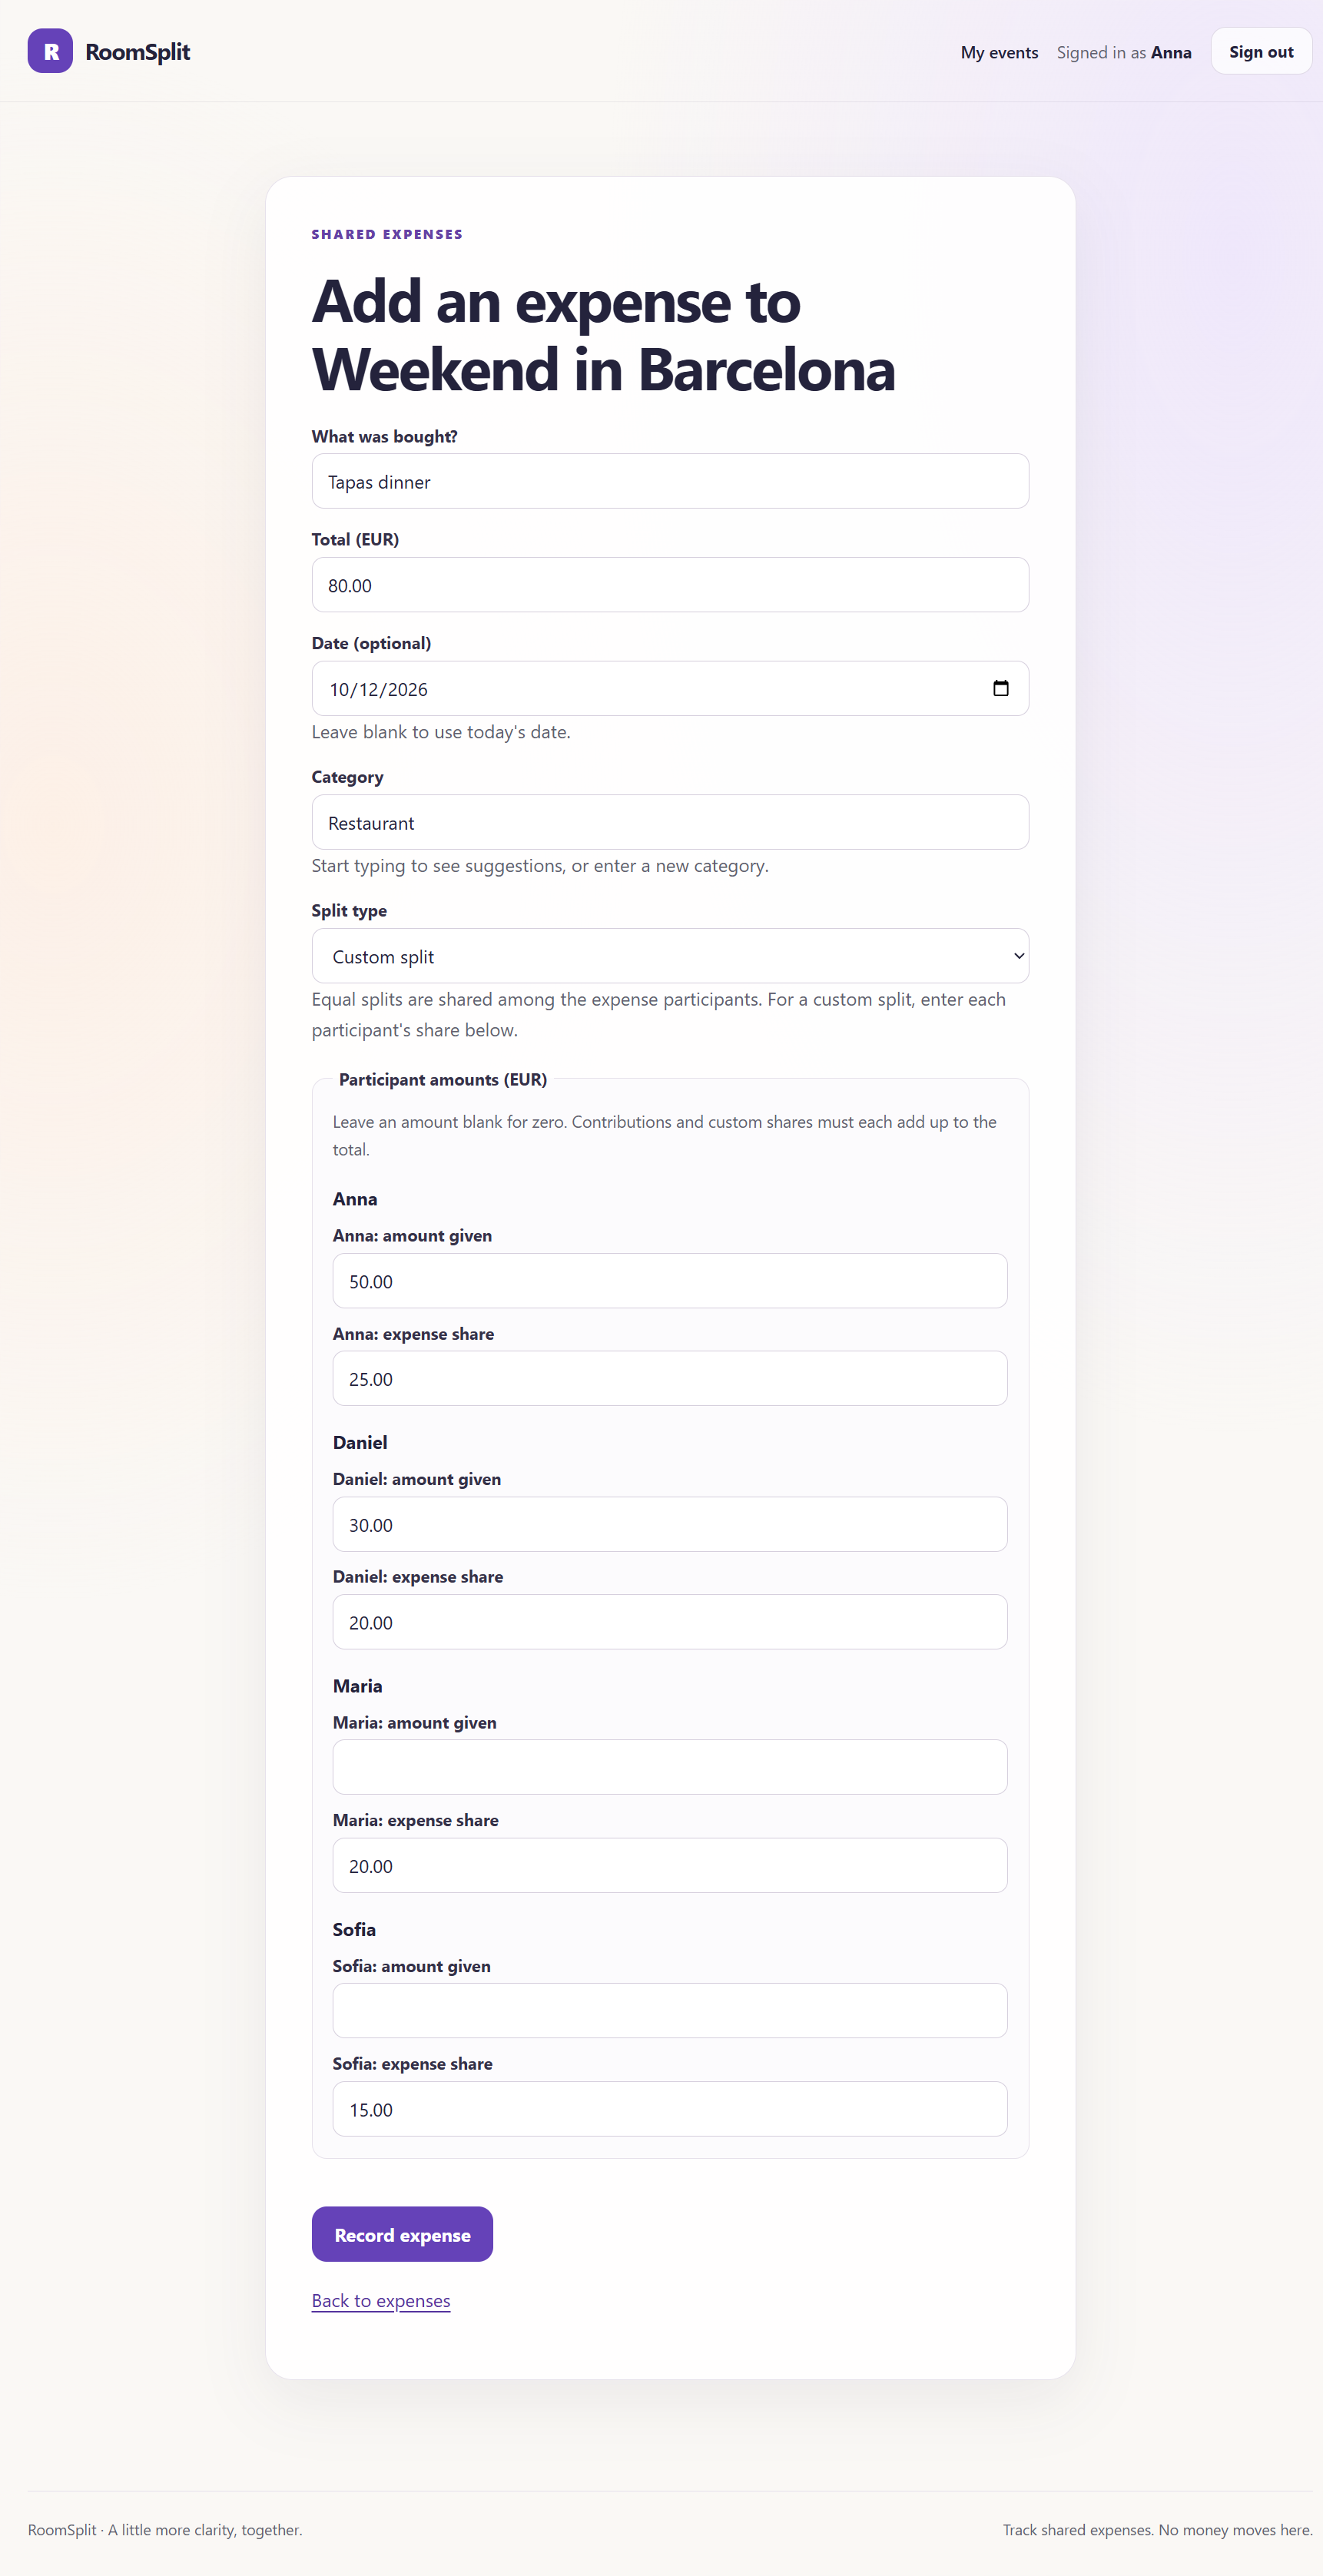 R RoomSplit
My events Signed in as Anna Sign out
SHARED EXPENSES
Add an expense to
Weekend in Barcelona
What was bought?
Tapas dinner
Total (EUR)
80.00
Date (optional)
10/12/2026
Leave blank to use today's date.
Category
Restaurant
Start typing to see suggestions, or enter a new category.
Split type
Custom split
Equal splits are shared among the expense participants. For a custom split, enter each
participant's share below.
Participant amounts (EUR)
Leave an amount blank for zero. Contributions and custom shares must each add up to the
total.
Anna
Anna: amount given
50.00
Anna: expense share
25.00
Daniel
Daniel: amount given
30.00
Daniel: expense share
20.00
Maria
Maria: amount given
Maria: expense share
20.00
Sofia
Sofia: amount given
Sofia: expense share
15.00
Record expense
Back to expenses
RoomSplit · A little more clarity, together.
Track shared expenses. No money moves here.